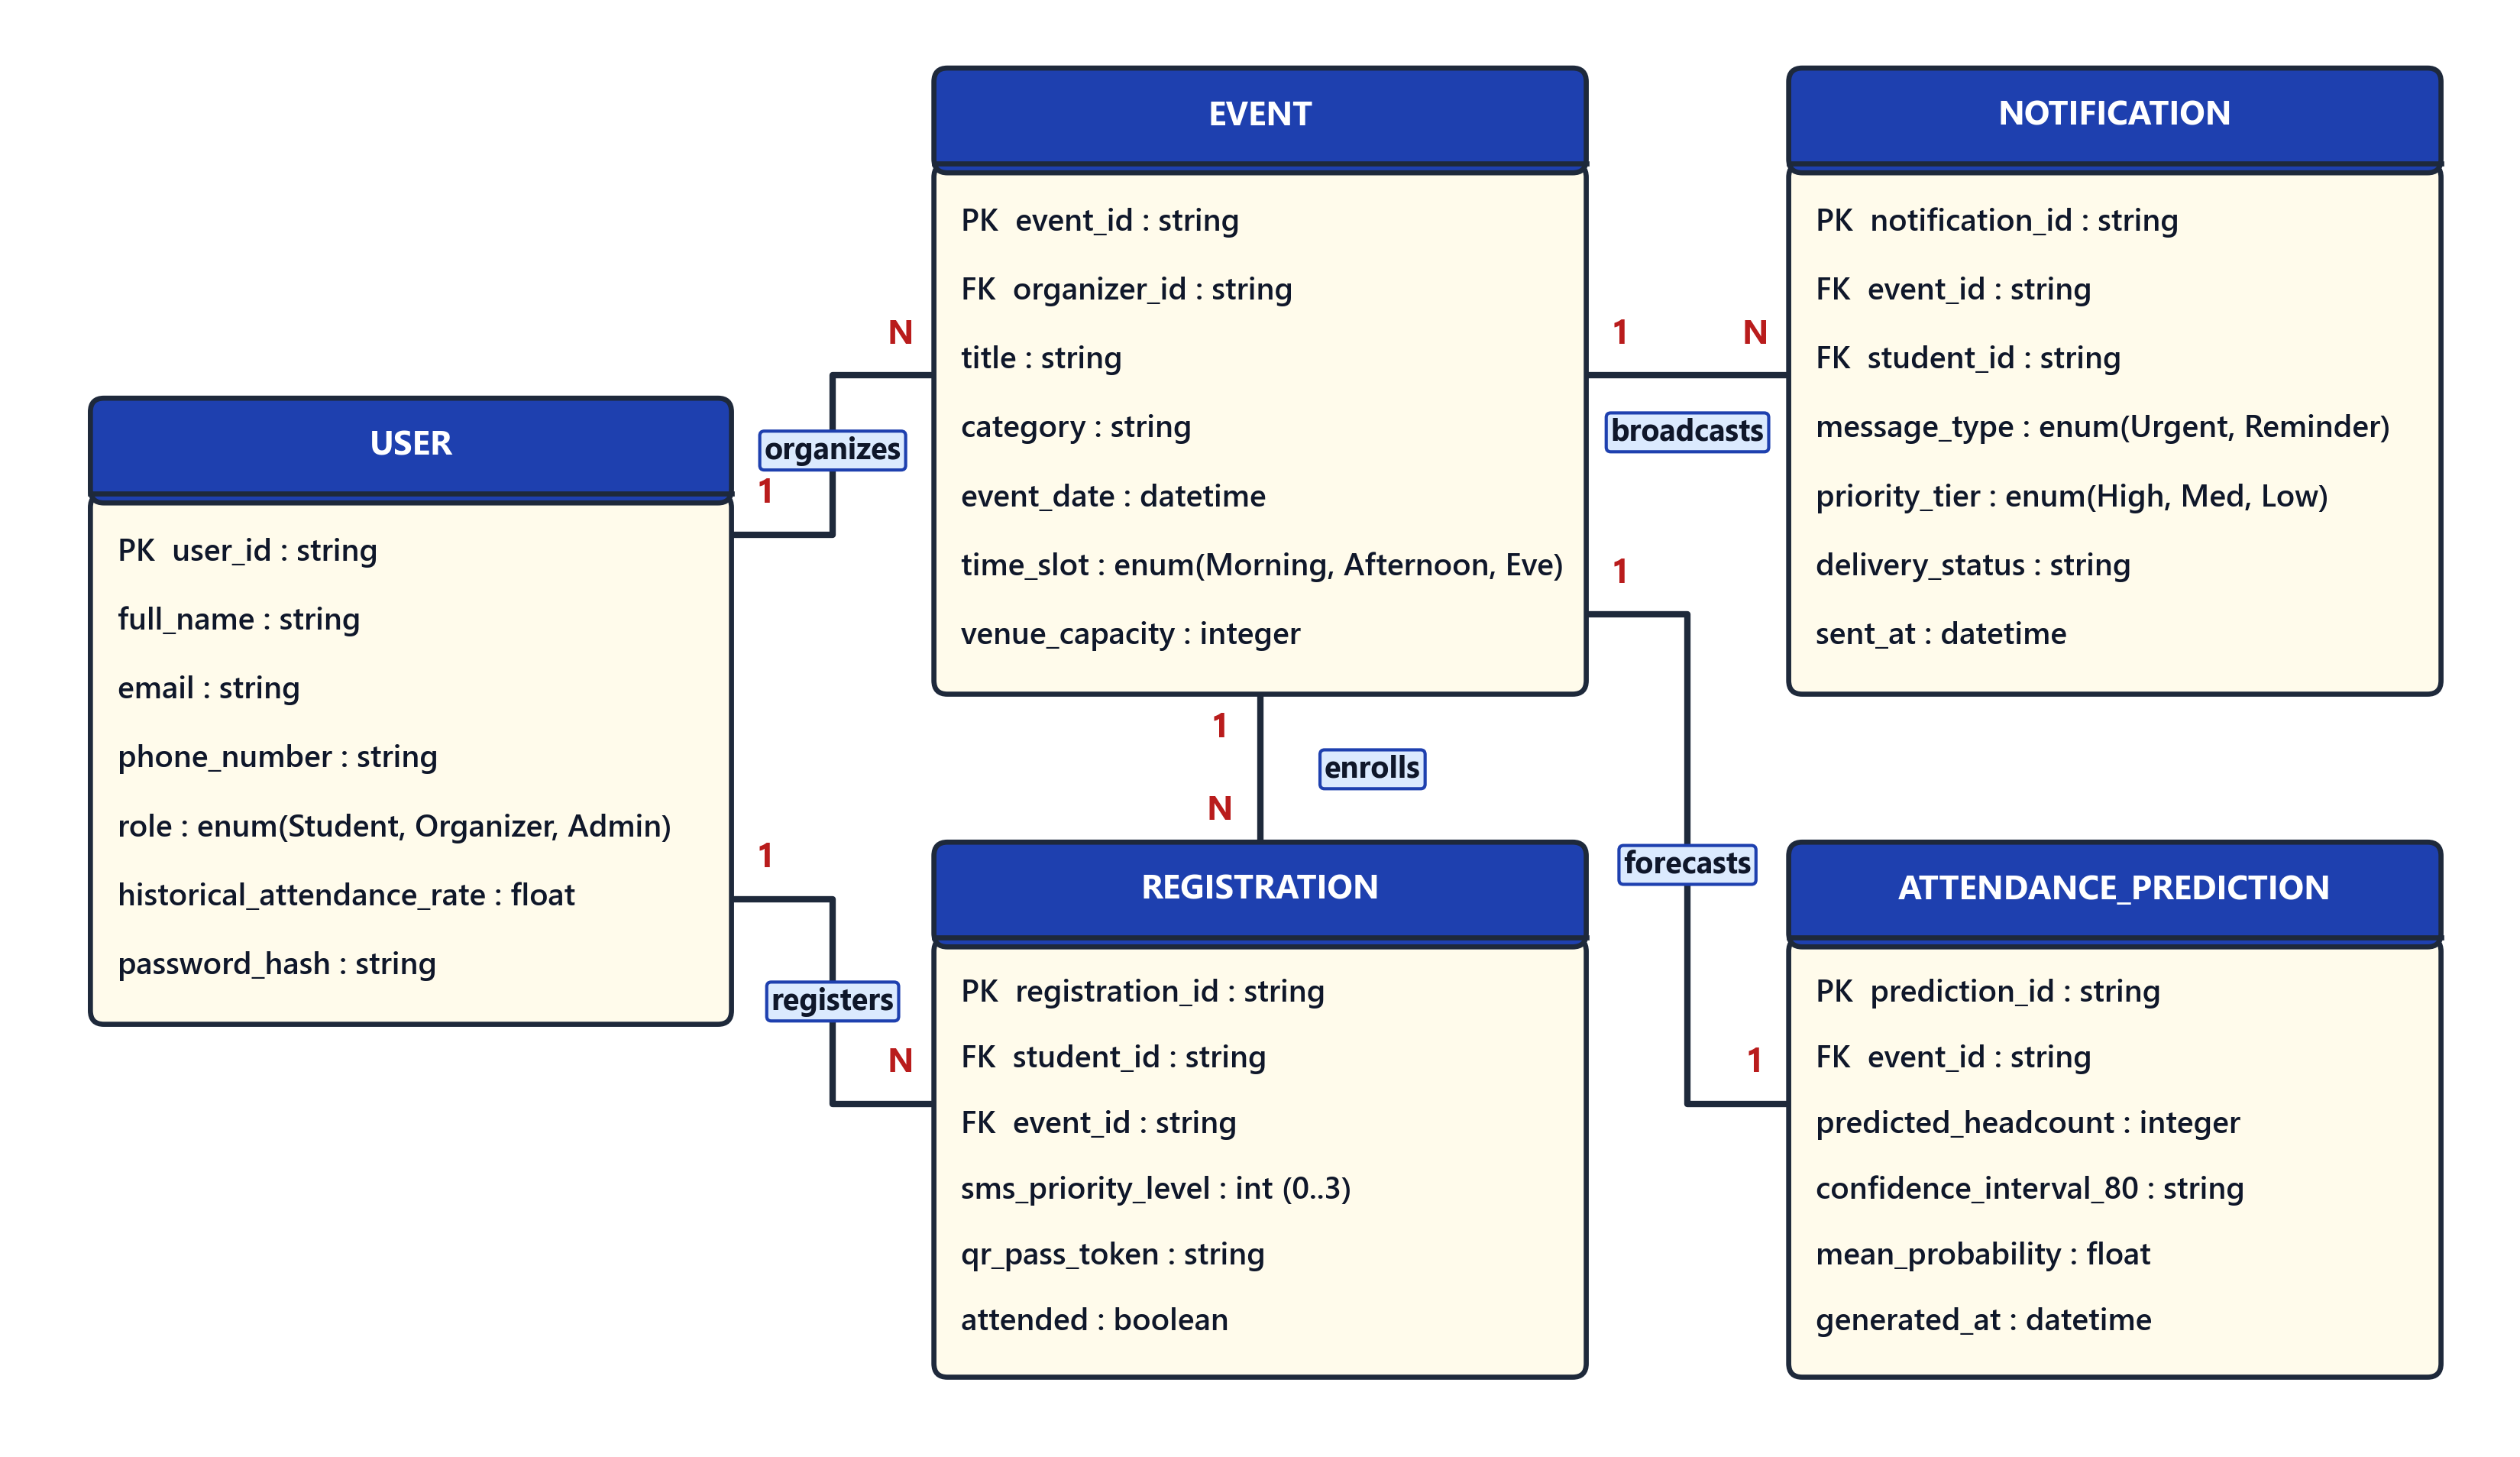 EVENT
PK event_id : string
FK organizer_id : string
title : string
category : string
event_date : datetime
time_slot : enum(Morning, Afternoon, Eve)
venue_capacity : integer
NOTIFICATION
PK notification_id : string
FK event_id : string
FK student_id : string
message_type : enum(Urgent, Reminder)
priority_tier : enum(High, Med, Low)
delivery_status : string
sent_at : datetime
USER
PK user_id : string
full_name : string
email : string
phone_number : string
role : enum(Student, Organizer, Admin)
historical_attendance_rate : float
password_hash : string
N
organizes
1
1
N
broadcasts
1
1
enrolls
N
forecasts
1
1
registers
N
REGISTRATION
PK registration_id : string
FK student_id : string
FK event_id : string
sms_priority_level : int (0..3)
qr_pass_token : string
attended : boolean
ATTENDANCE_PREDICTION
PK prediction_id : string
FK event_id : string
predicted_headcount : integer
confidence_interval_80 : string
mean_probability : float
generated_at : datetime